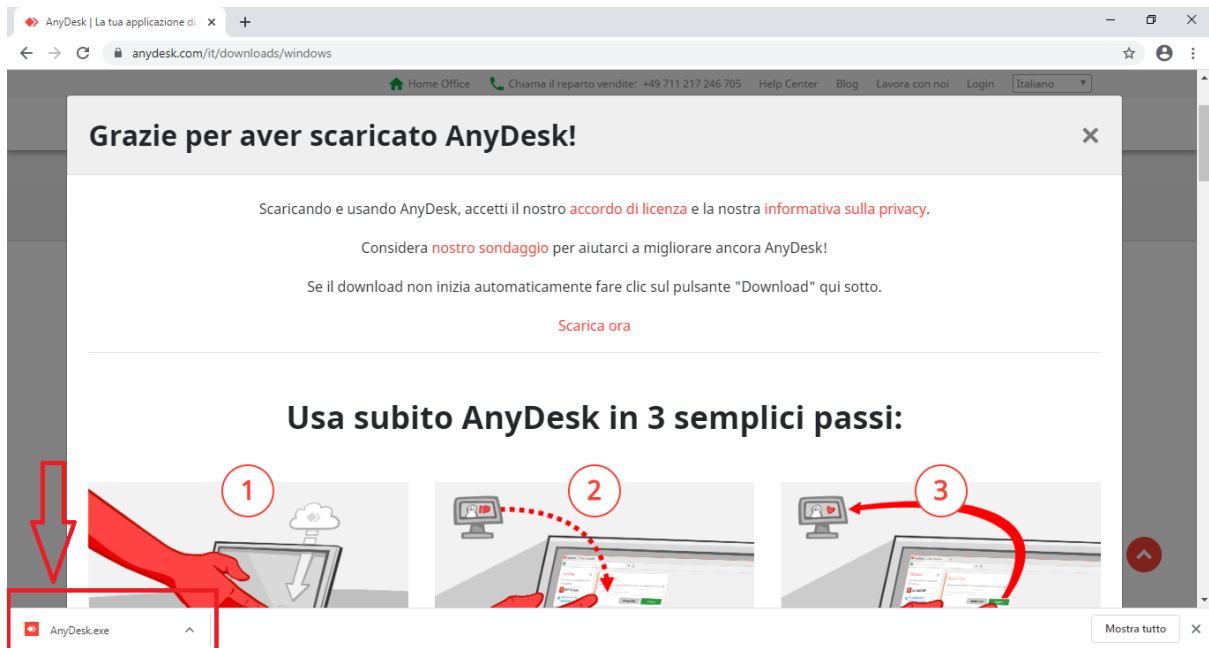 AnyDesk | La tua applicazione di
anydesk.com/it/downloads/windows
Home Office Chiama il reparto vendite: +49 711 217 246 705 Help Center Blog Lavora con noi Login Italiano
Grazie per aver scaricato AnyDesk!
Scaricando e usando AnyDesk, accetti il nostro accordo di licenza e la nostra informativa sulla privacy.
Considera nostro sondaggio per aiutarci a migliorare ancora AnyDesk!
Se il download non inizia automaticamente fare clic sul pulsante "Download" qui sotto.
Scarica ora
Usa subito AnyDesk in 3 semplici passi:
1 2 3
ID
AnyDesk.exe
Mostra tutto